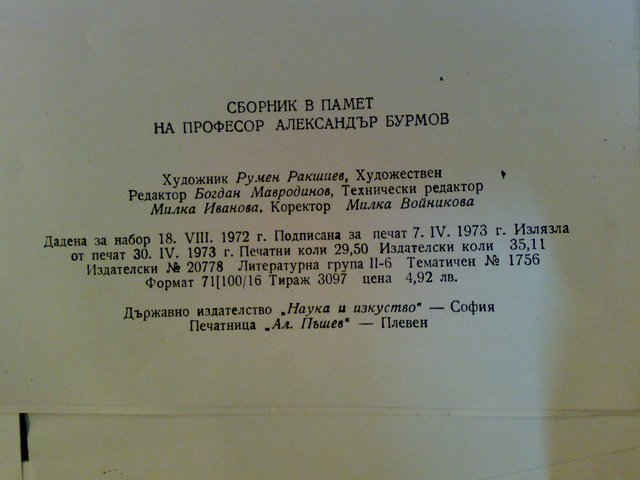 СБОРНИК В ПАМЕТ
НА ПРОФЕСОР АЛЕКСАНДЪР БУРМОВ
Художник Румен Ракшиев, Художествен
Редактор Богдан Мавродинов, Технически редактор
Милка Иванова, Коректор Милка Войникова
Дадена за набор 18. VIII. 1972 г. Подписана за печат 7. IV. 1973 г. Излязла
от печат 30. IV. 1973 г. Печатни коли 29,50 Издателски коли 35,11
Издателски № 20778 Литературна група II-6 Тематичен № 1756
Формат 71[100/16 Тираж 3097 цена 4,92 лв.
Държавно издателство „Наука и изкуство“ — София
Печатница „Ал. Пъшев“ — Плевен